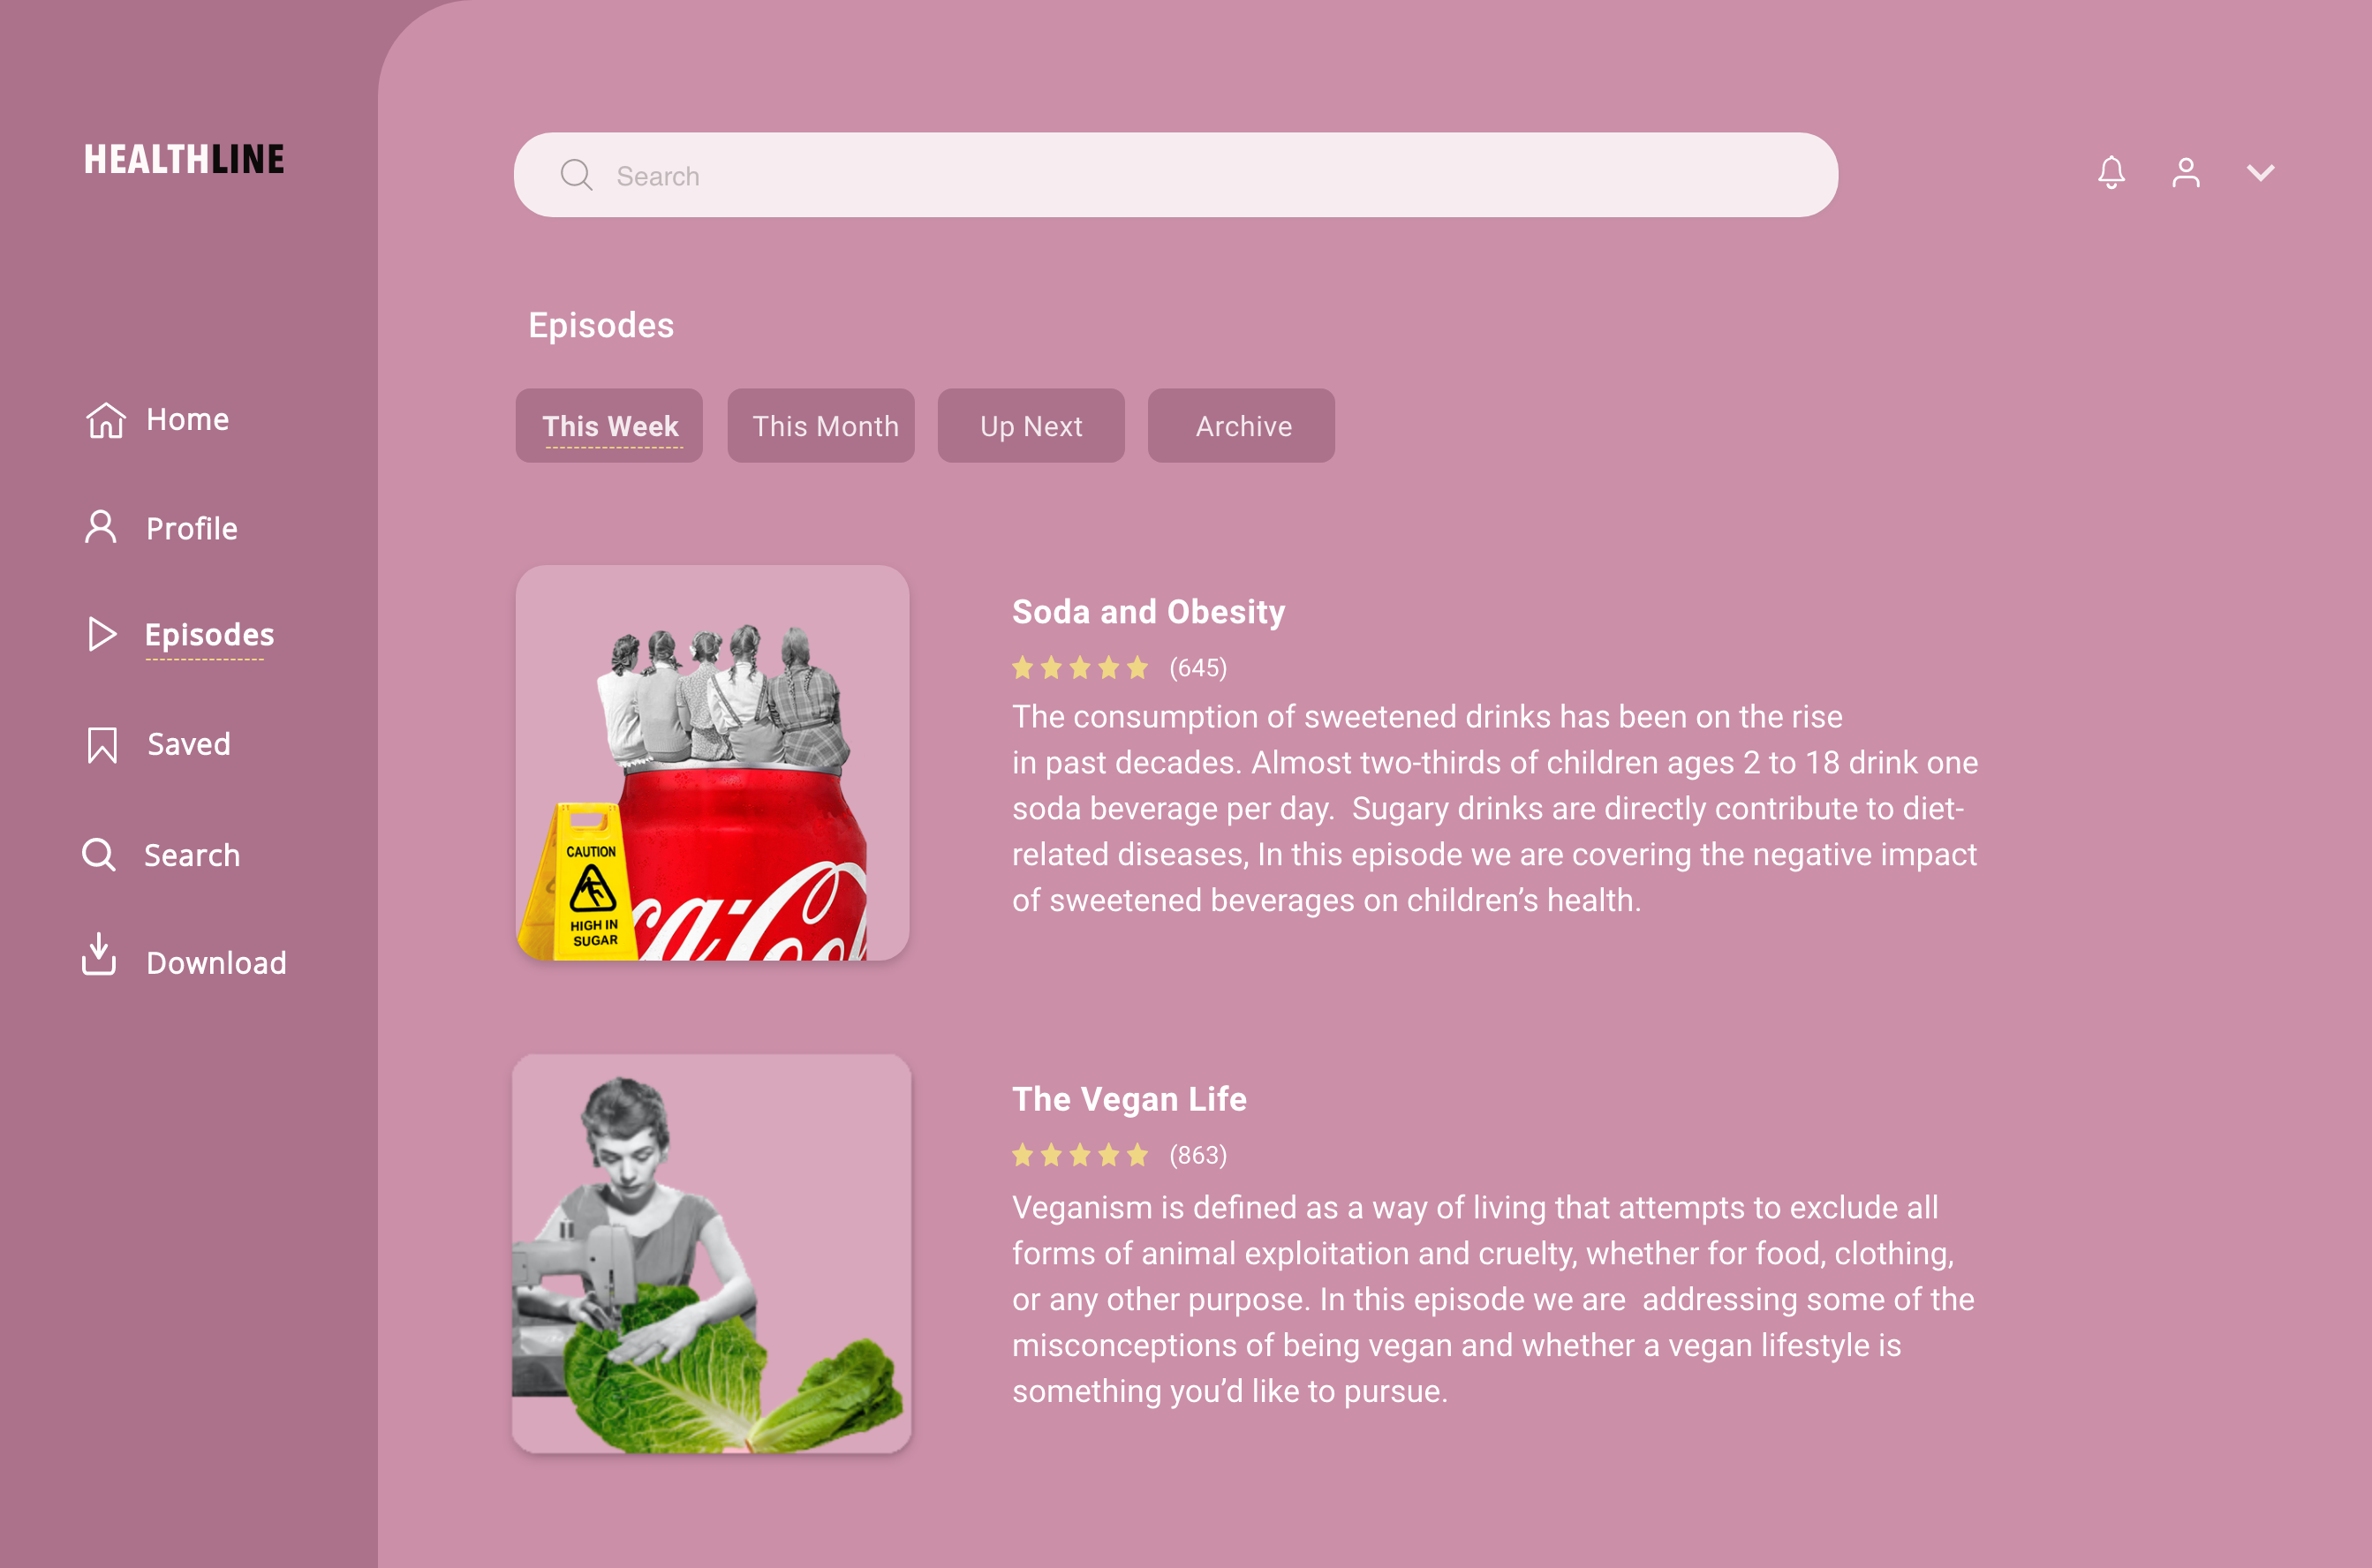 HEALTHLINE
Search
Home
Profile
Episodes
Saved
Search
Download
Episodes
This Week
This Month
Up Next
Archive
CAUTION
HIGH IN
SUGAR
Soda and Obesity
(645)
The consumption of sweetened drinks has been on the rise
in past decades. Almost two-thirds of children ages 2 to 18 drink one
soda beverage per day.  Sugary drinks are directly contribute to diet-
related diseases, In this episode we are covering the negative impact
of sweetened beverages on children’s health.
The Vegan Life
(863)
Veganism is defined as a way of living that attempts to exclude all
forms of animal exploitation and cruelty, whether for food, clothing,
or any other purpose. In this episode we are  addressing some of the
misconceptions of being vegan and whether a vegan lifestyle is
something you’d like to pursue.